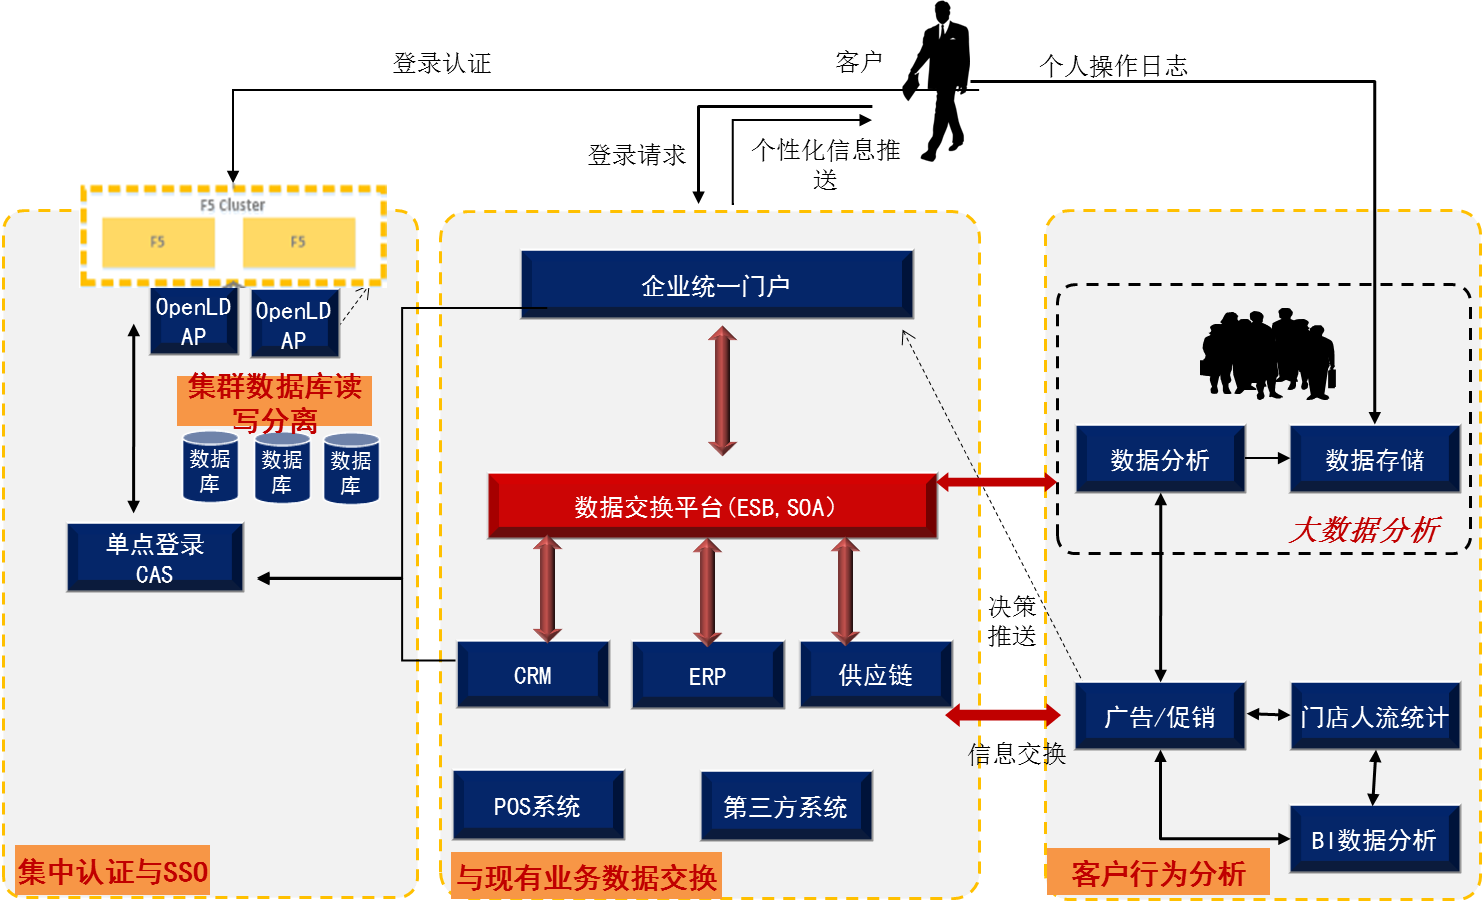 登录认证
客户
个人操作日志
登录请求
个性化信息推
送
F5 Cluster
F5
F5
OpenLD
AP
OpenLD
AP
集群数据库读
写分离
数据
库
数据
库
数据
库
单点登录
CAS
集中认证与SSO
企业统一门户
数据交换平台(ESB,SOA)
CRM
ERP
供应链
POS系统
第三方系统
与现有业务数据交换
决策
推送
信息交换
数据分析
数据存储
大数据分析
广告/促销
门店人流统计
BI数据分析
客户行为分析